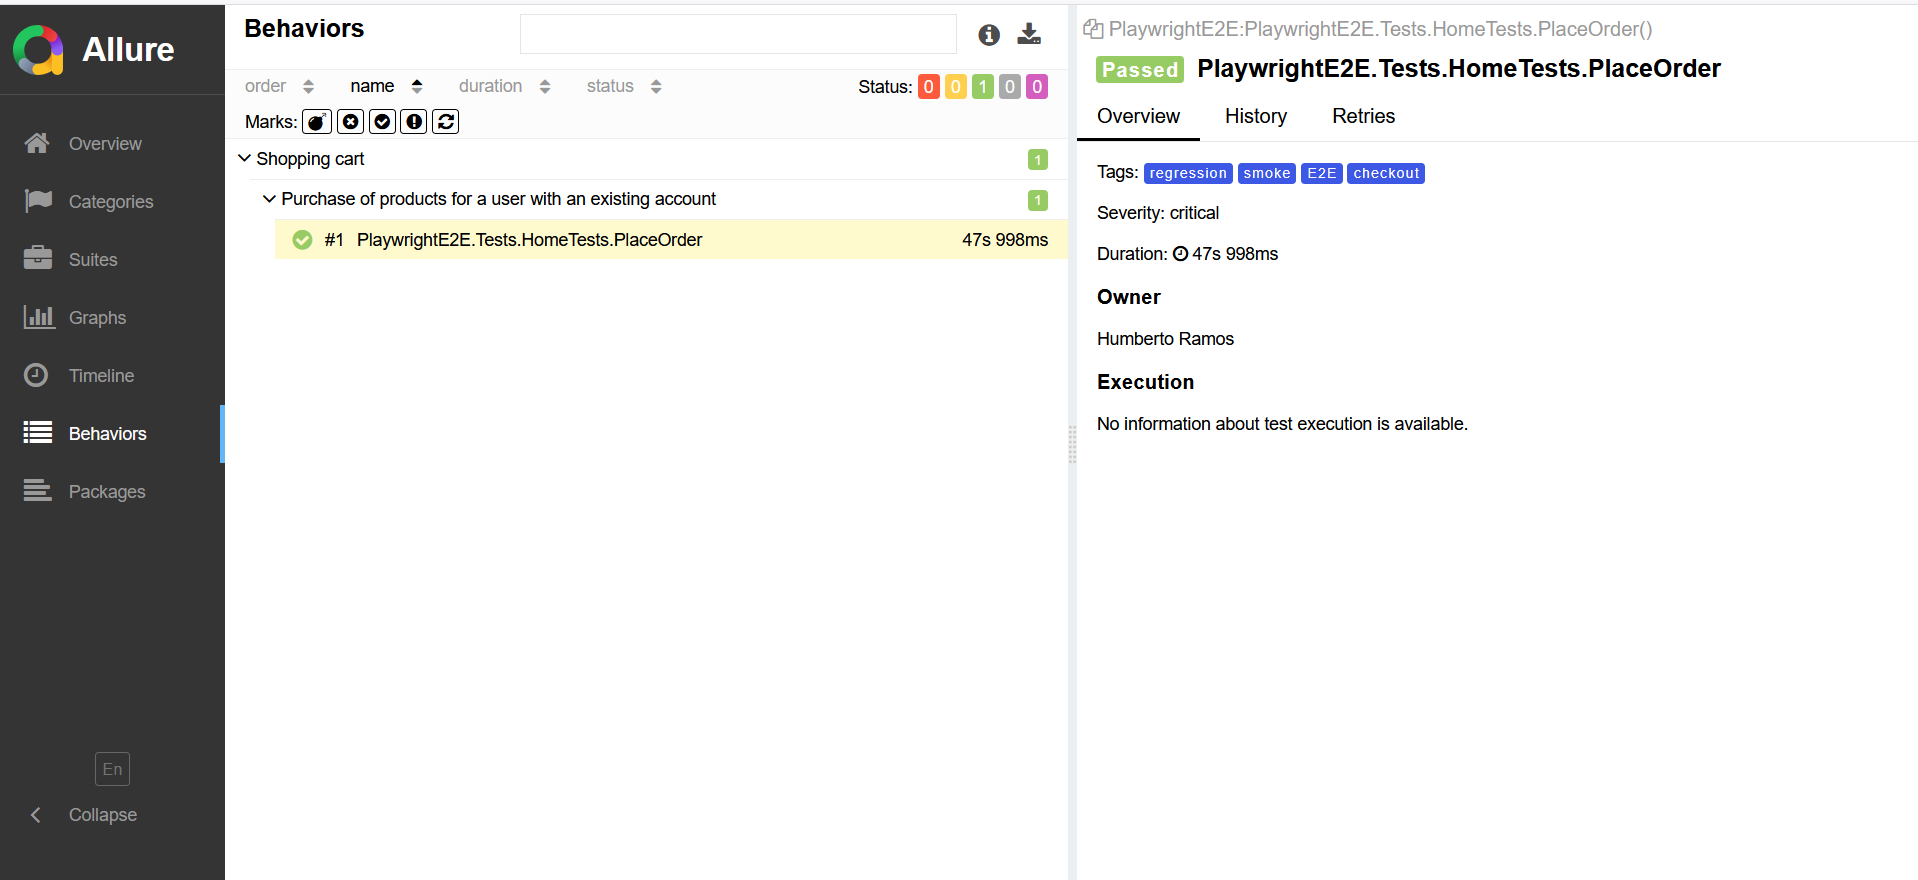 Allure
Overview
Categories
Suites
Graphs
Timeline
Behaviors
Packages
En
Collapse
Behaviors
order name duration status Status: 0 0 1 0 0
Marks:
Shopping cart 1
Purchase of products for a user with an existing account 1
#1 PlaywrightE2E.Tests.HomeTests.PlaceOrder 47s 998ms
PlaywrightE2E:PlaywrightE2E.Tests.HomeTests.PlaceOrder()
Passed PlaywrightE2E.Tests.HomeTests.PlaceOrder
Overview History Retries
Tags: regression smoke E2E checkout
Severity: critical
Duration: 47s 998ms
Owner
Humberto Ramos
Execution
No information about test execution is available.